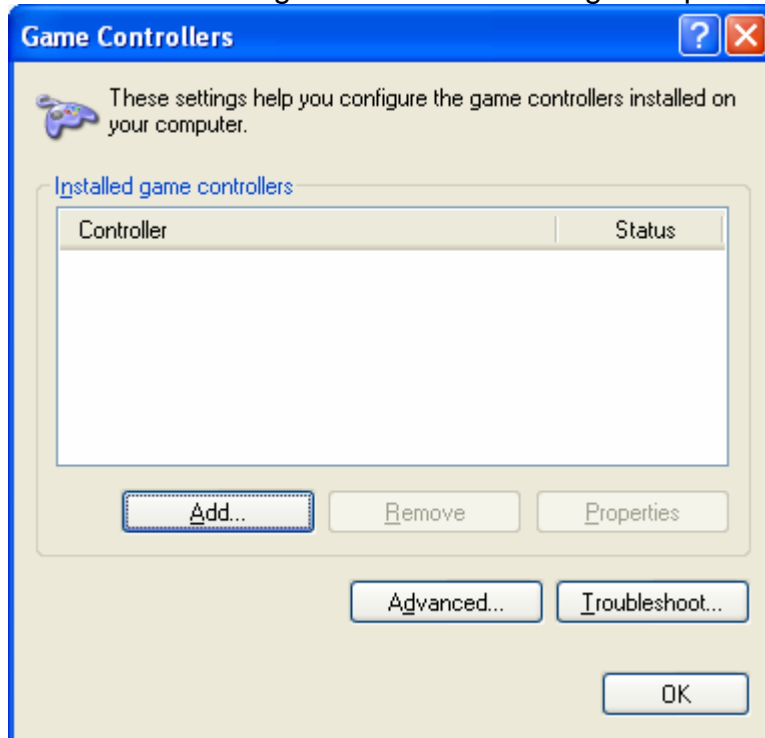 Game Controllers
These settings help you configure the game controllers installed on
your computer.
Installed game controllers
Controller Status
Add... Remove Properties
Advanced... Troubleshoot...
OK